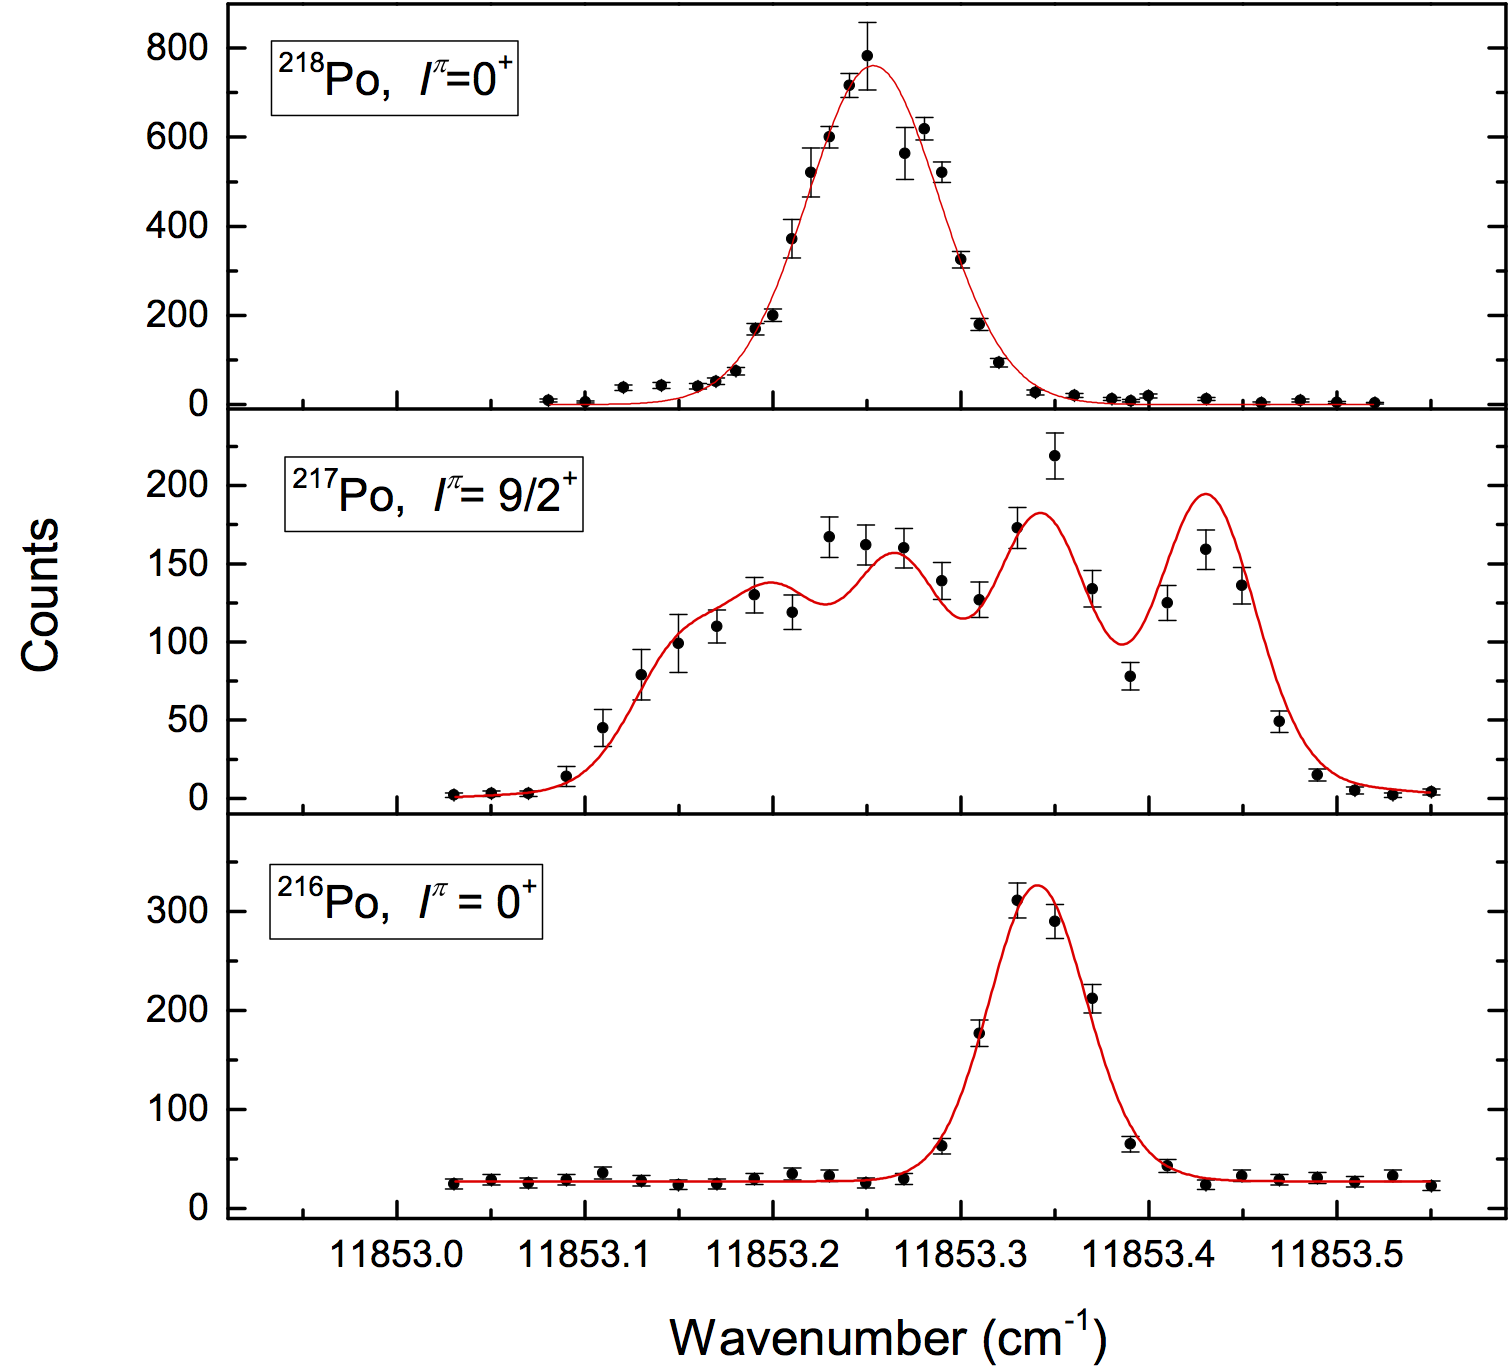 800
²¹⁸Po, Iπ=0⁺
600
400
200
0
200
²¹⁷Po, Iπ= 9/2⁺
150
100
50
0
Counts
300
²¹⁶Po, Iπ = 0⁺
200
100
0
11853.0 11853.1 11853.2 11853.3 11853.4 11853.5
Wavenumber (cm⁻¹)